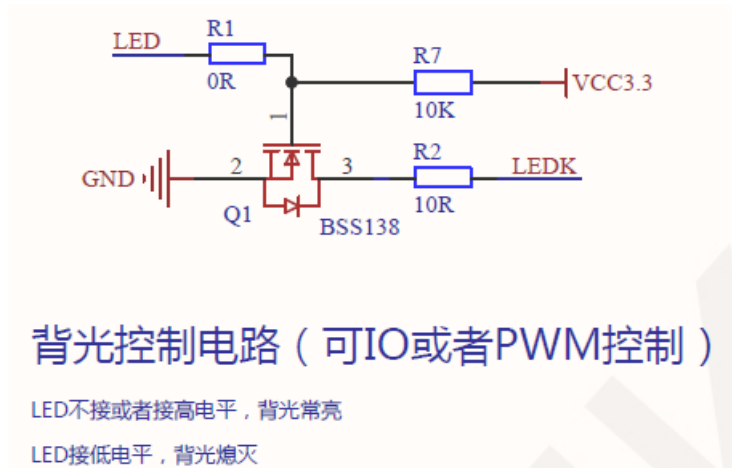 LED
R1
0R
R7
10K
VCC3.3
1
GND
2
3
R2
10R
LEDK
Q1
BSS138
背光控制电路（可IO或者PWM控制）
LED不接或者接高电平，背光常亮
LED接低电平，背光熄灭